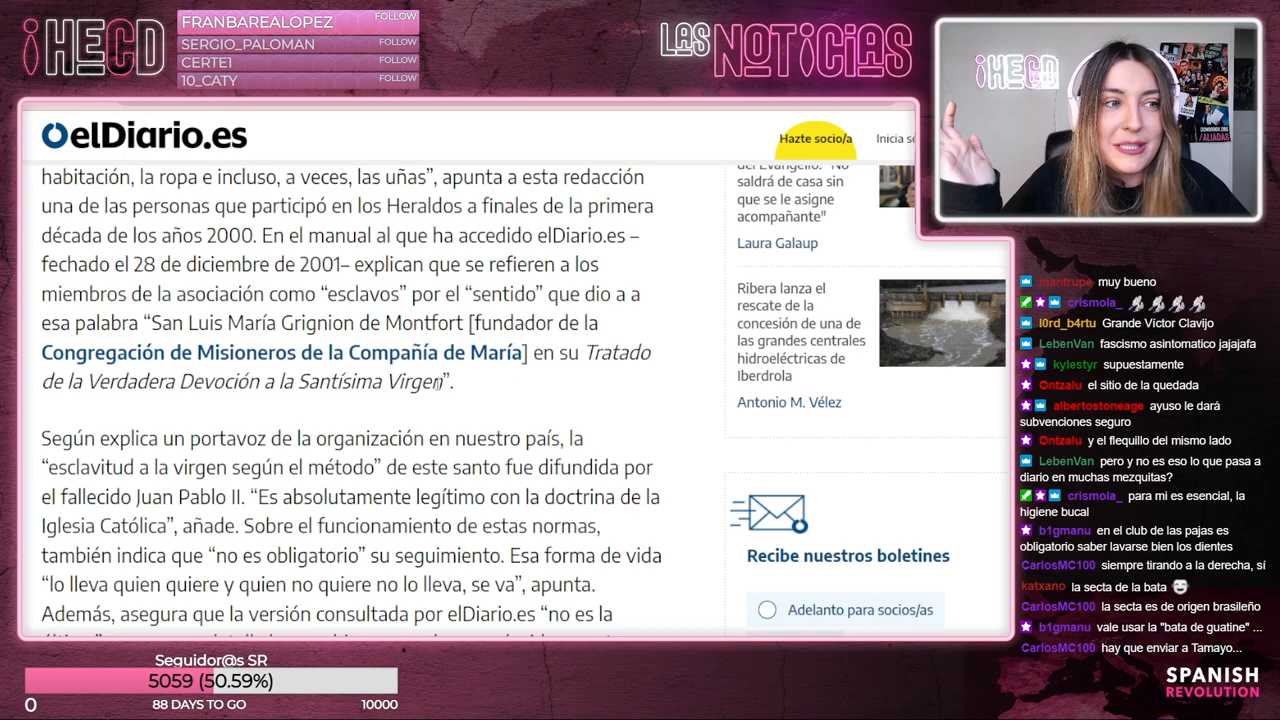 ¡HECD
FRANBAREALOPEZ FOLLOW
SERGIO_PALOMAN FOLLOW
CERTE1 FOLLOW
10_CATY FOLLOW
LAS NOTICIAS
¡HECD
/ALIADAS
elDiario.es
Hazte socio/a
Inicia se
habitación, la ropa e incluso, a veces, las uñas”, apunta a esta redacción
una de las personas que participó en los Heraldos a finales de la primera
década de los años 2000. En el manual al que ha accedido elDiario.es –
fechado el 28 de diciembre de 2001– explican que se refieren a los
miembros de la asociación como “esclavos” por el “sentido” que dio a a
esa palabra “San Luis María Grignion de Montfort [fundador de la
Congregación de Misioneros de la Compañía de María] en su Tratado
de la Verdadera Devoción a la Santisima Virgen”.
Según explica un portavoz de la organización en nuestro país, la
“esclavitud a la virgen según el método” de este santo fue difundida por
el fallecido Juan Pablo II. “Es absolutamente legítimo con la doctrina de la
Iglesia Católica”, añade. Sobre el funcionamiento de estas normas,
también indica que “no es obligatorio” su seguimiento. Esa forma de vida
“lo lleva quien quiere y quien no quiere no lo lleva, se va”, apunta.
Además, asegura que la versión consultada por elDiario.es “no es la
del Evangelio: "No
saldrá de casa sin
que se le asigne
acompañante"
Laura Galaup
Ribera lanza el
rescate de la
concesión de una de
las grandes centrales
hidroeléctricas de
Iberdrola
Antonio M. Vélez
Recibe nuestros boletines
Adelanto para socios/as
mantrupe muy bueno
crismola_
l0rd_b4rtu Grande Víctor Clavijo
LebenVan fascismo asintomatico jajajafa
kylestyr supuestamente
Ontzalu el sitio de la quedada
albertostoneage ayuso le dará
subvenciones seguro
Ontzalu y el flequillo del mismo lado
LebenVan pero y no es eso lo que pasa a
diario en muchas mezquitas?
crismola_ para mi es esencial, la
higiene bucal
b1gmanu en el club de las pajas es
obligatorio saber lavarse bien los dientes
CarlosMC100 siempre tirando a la derecha, sí
katxano la secta de la bata
CarlosMC100 la secta es de origen brasileño
b1gmanu vale usar la "bata de guatine" ...
CarlosMC100 hay que enviar a Tamayo...
Seguidor@s SR
5059 (50.59%)
0 88 DAYS TO GO 10000
SPANISH
REVOLUTION